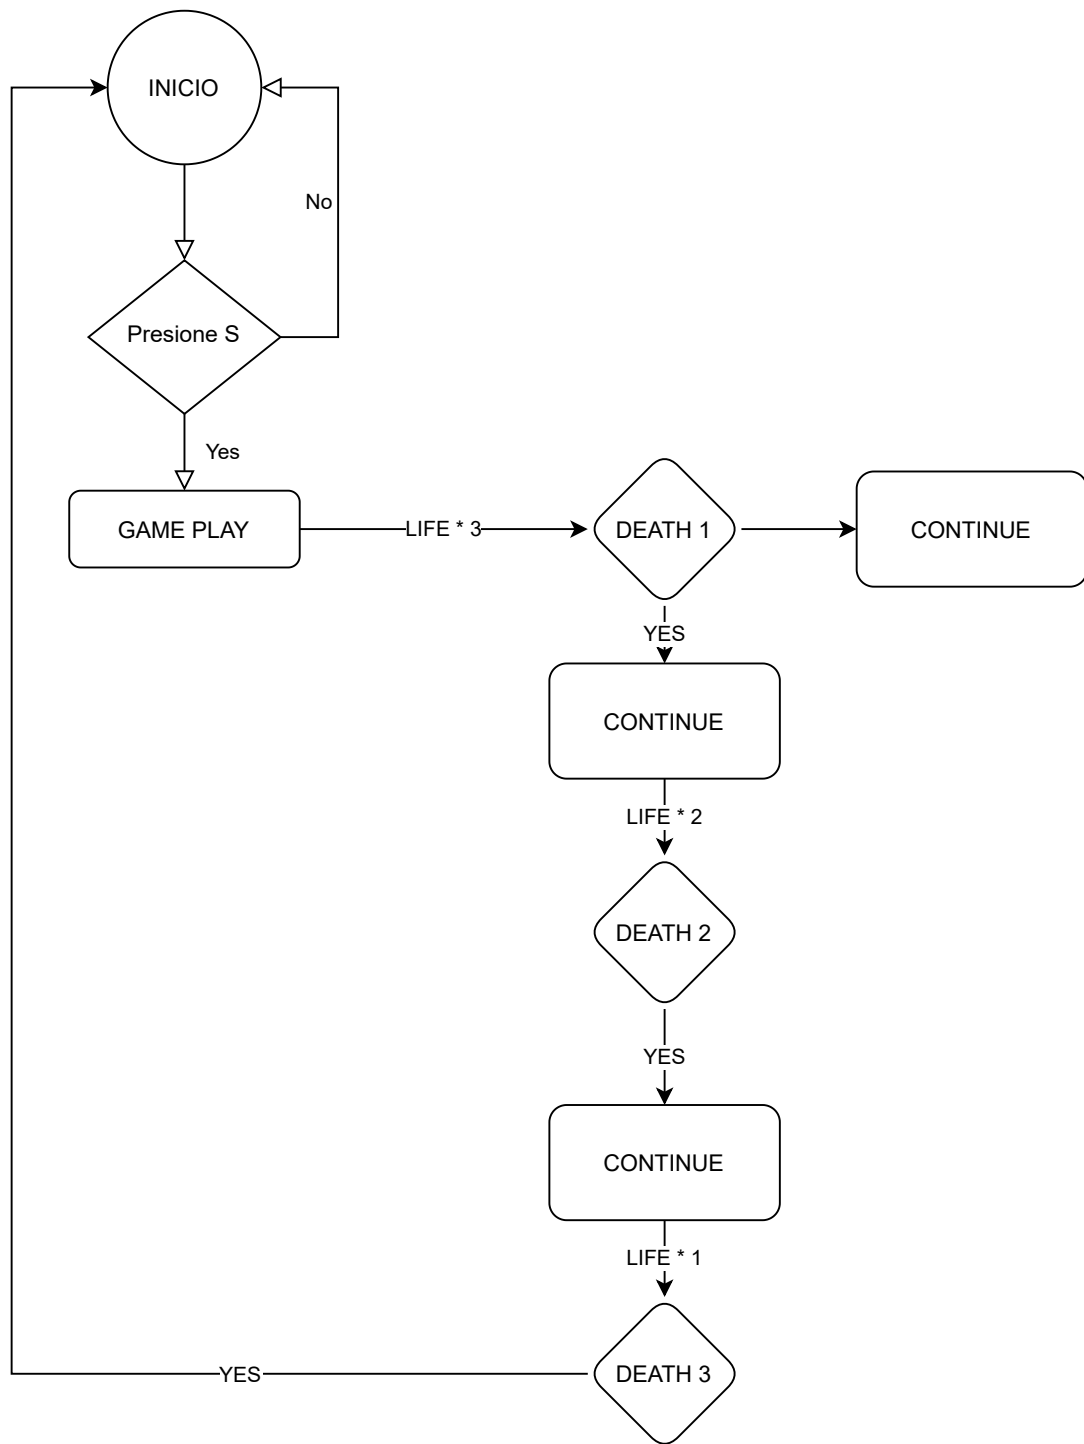 INICIO
No
Presione S
Yes
GAME PLAY
LIFE * 3
DEATH 1
CONTINUE
YES
CONTINUE
LIFE * 2
DEATH 2
YES
CONTINUE
LIFE * 1
DEATH 3
YES